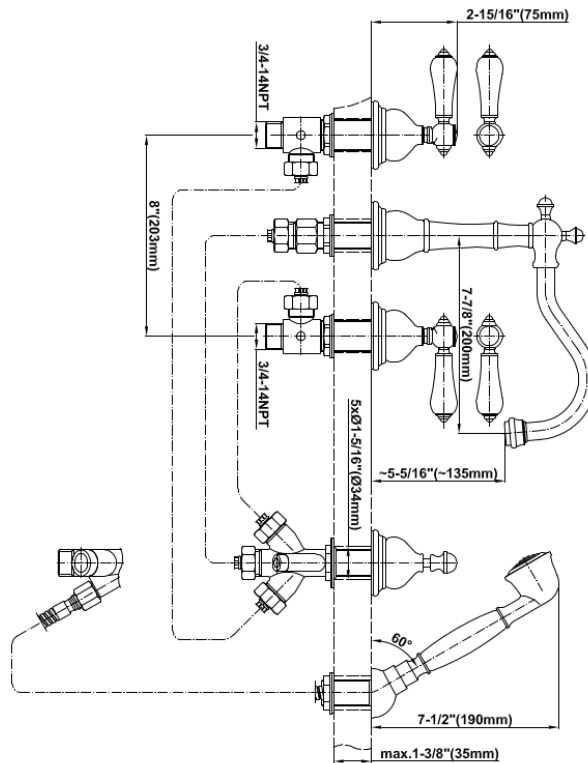 2-15/16"(75mm)
3/4-14NPT
8"(203mm)
7-7/8"(200mm)
3/4-14NPT
5xØ1-5/16"(Ø34mm)
~5-5/16"(~135mm)
60°
7-1/2"(190mm)
max.1-3/8"(35mm)